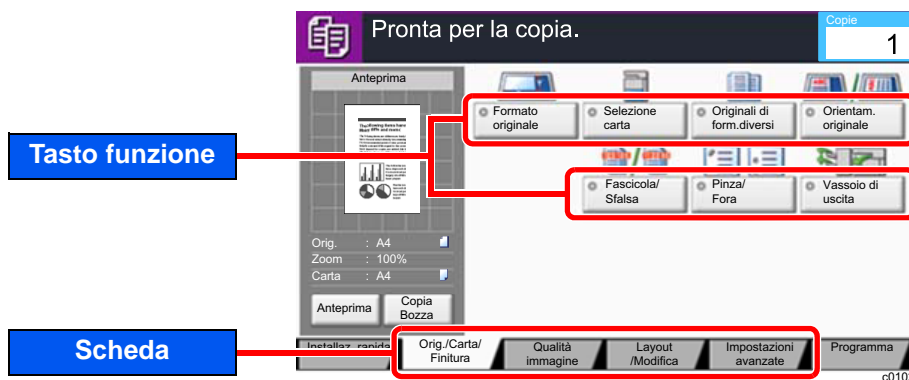 Pronta per la copia.
Copie
1
Anteprima
Formato
originale
Selezione
carta
Originali di
form.diversi
Orientam.
originale
Tasto funzione
Fascicola/
Sfalsa
Pinza/
Fora
Vassoio di
uscita
Orig. : A4
Zoom : 100%
Carta : A4
Anteprima
Copia
Bozza
Scheda
Installaz. rapida
Orig./Carta/
Finitura
Qualità
immagine
Layout
/Modifica
Impostazioni
avanzate
Programma